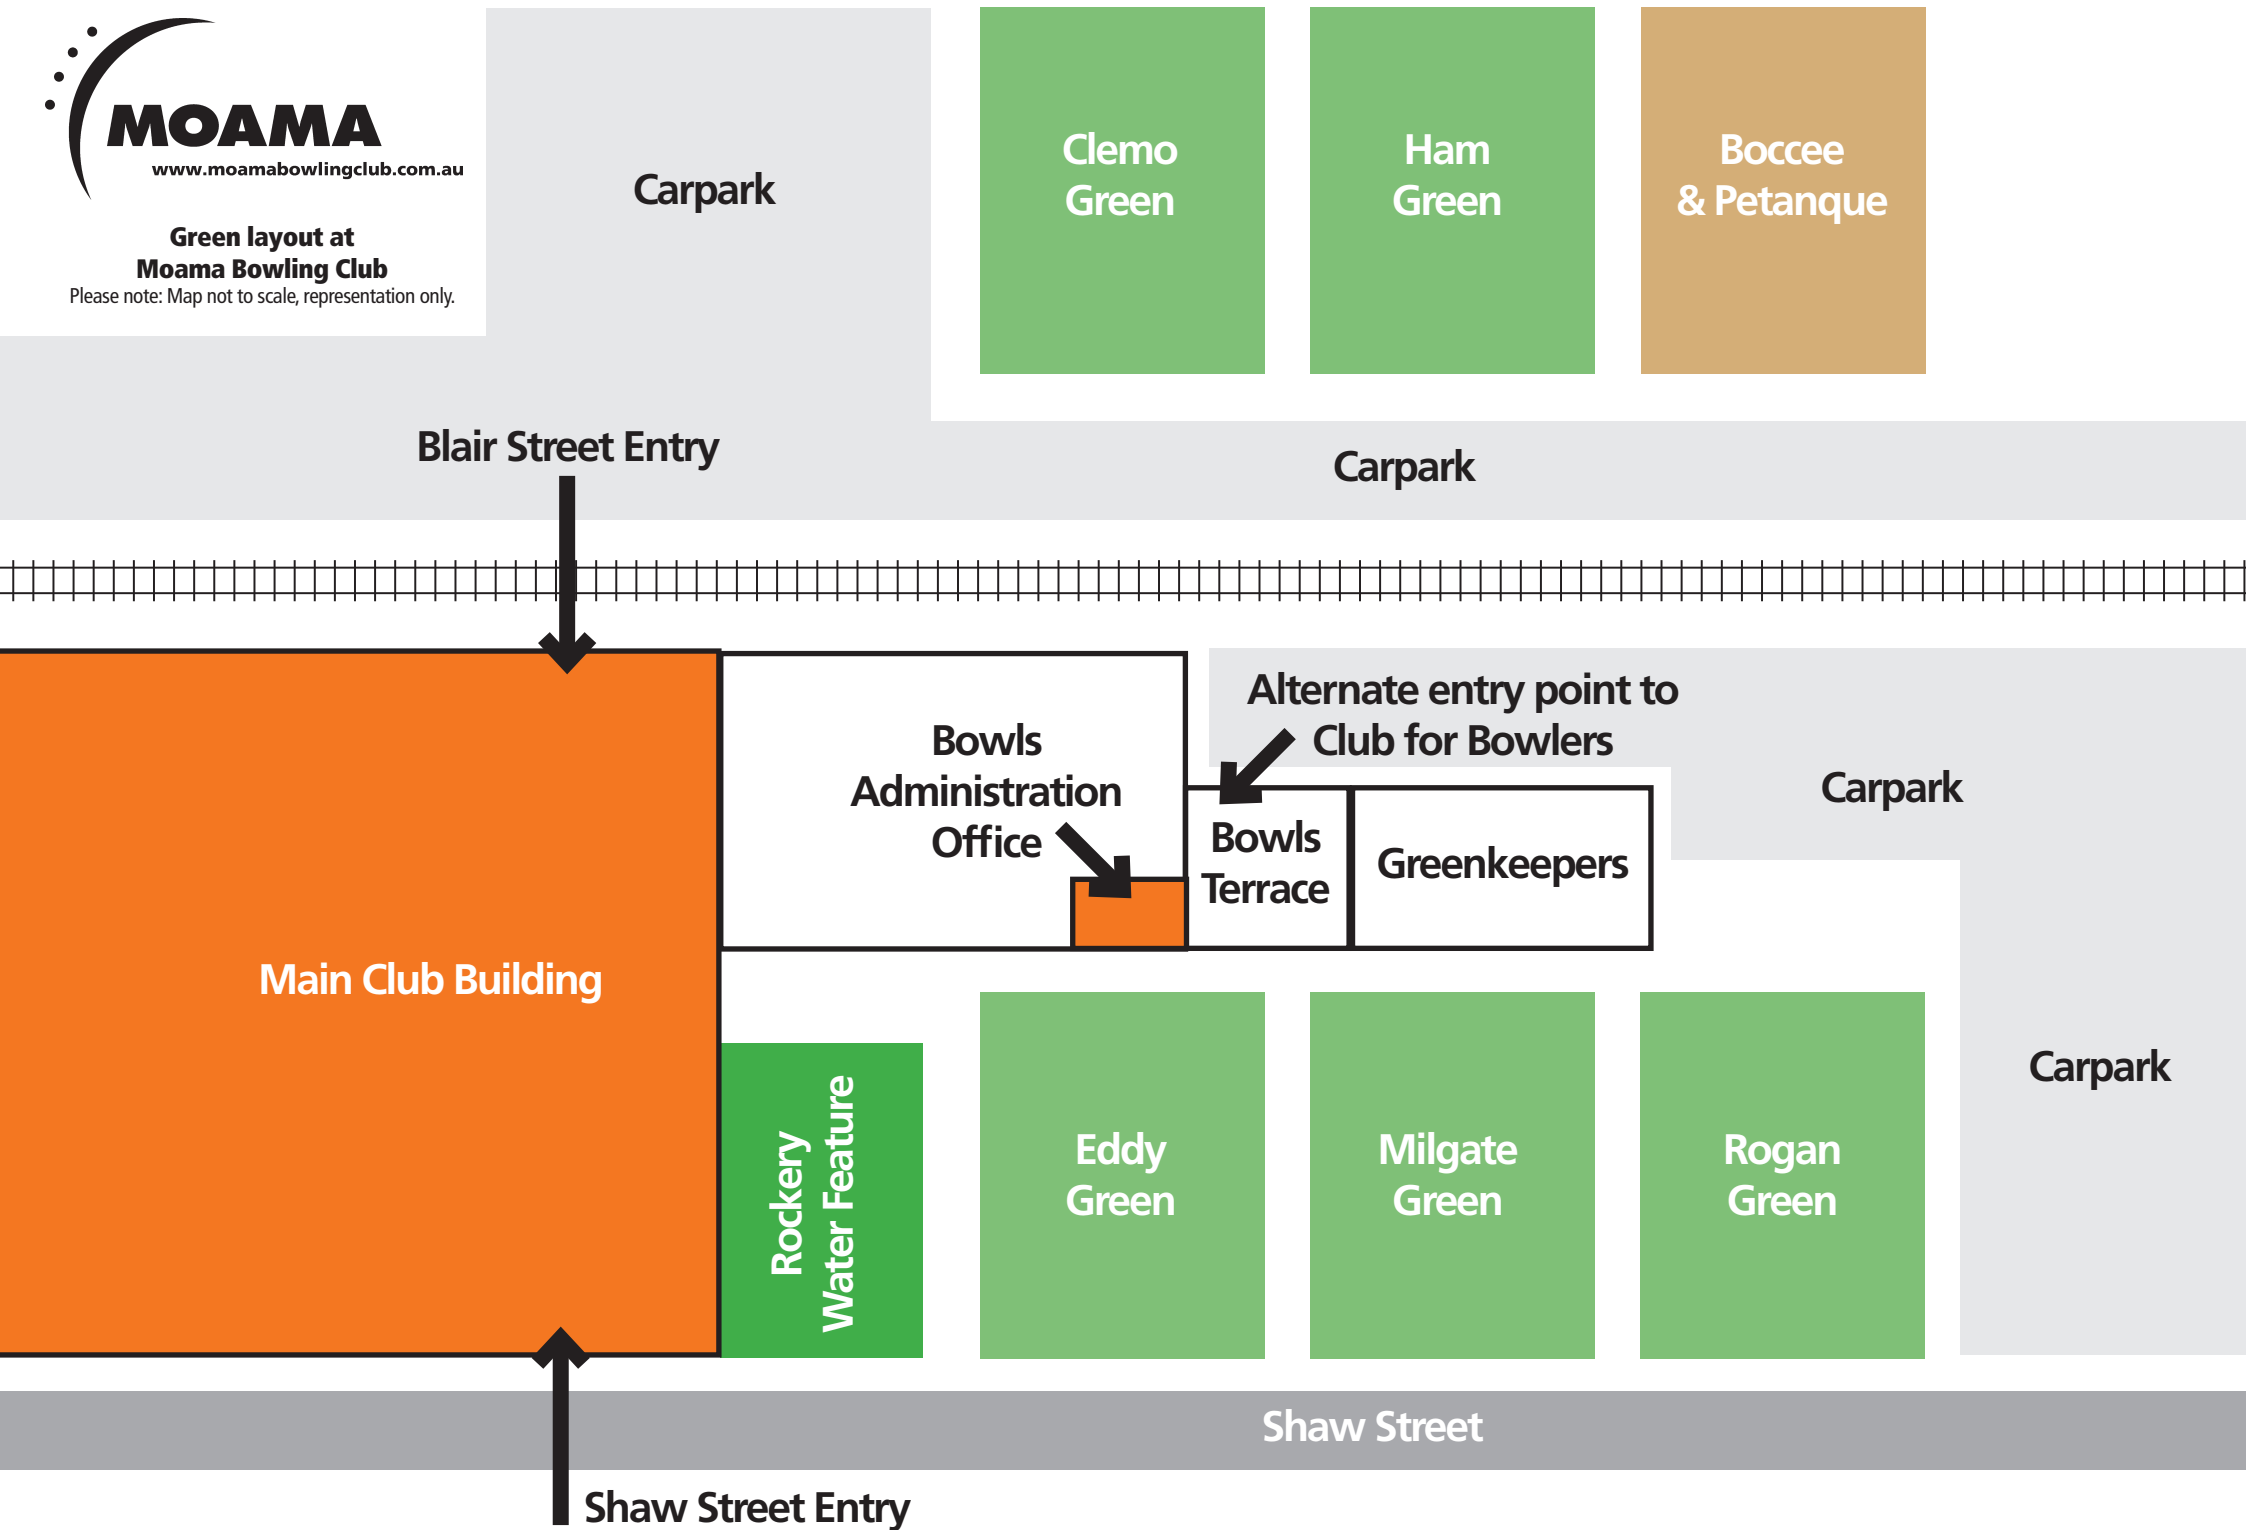 MOAMA
www.moamabowlingclub.com.au
Green layout at
Moama Bowling Club
Please note: Map not to scale, representation only.
Carpark
Clemo
Green
Ham
Green
Boccee
& Petanque
Blair Street Entry
Carpark
Alternate entry point to
Club for Bowlers
Bowls
Administration
Office
Bowls
Terrace
Greenkeepers
Carpark
Main Club Building
Rockery
Water Feature
Eddy
Green
Milgate
Green
Rogan
Green
Carpark
Shaw Street
Shaw Street Entry